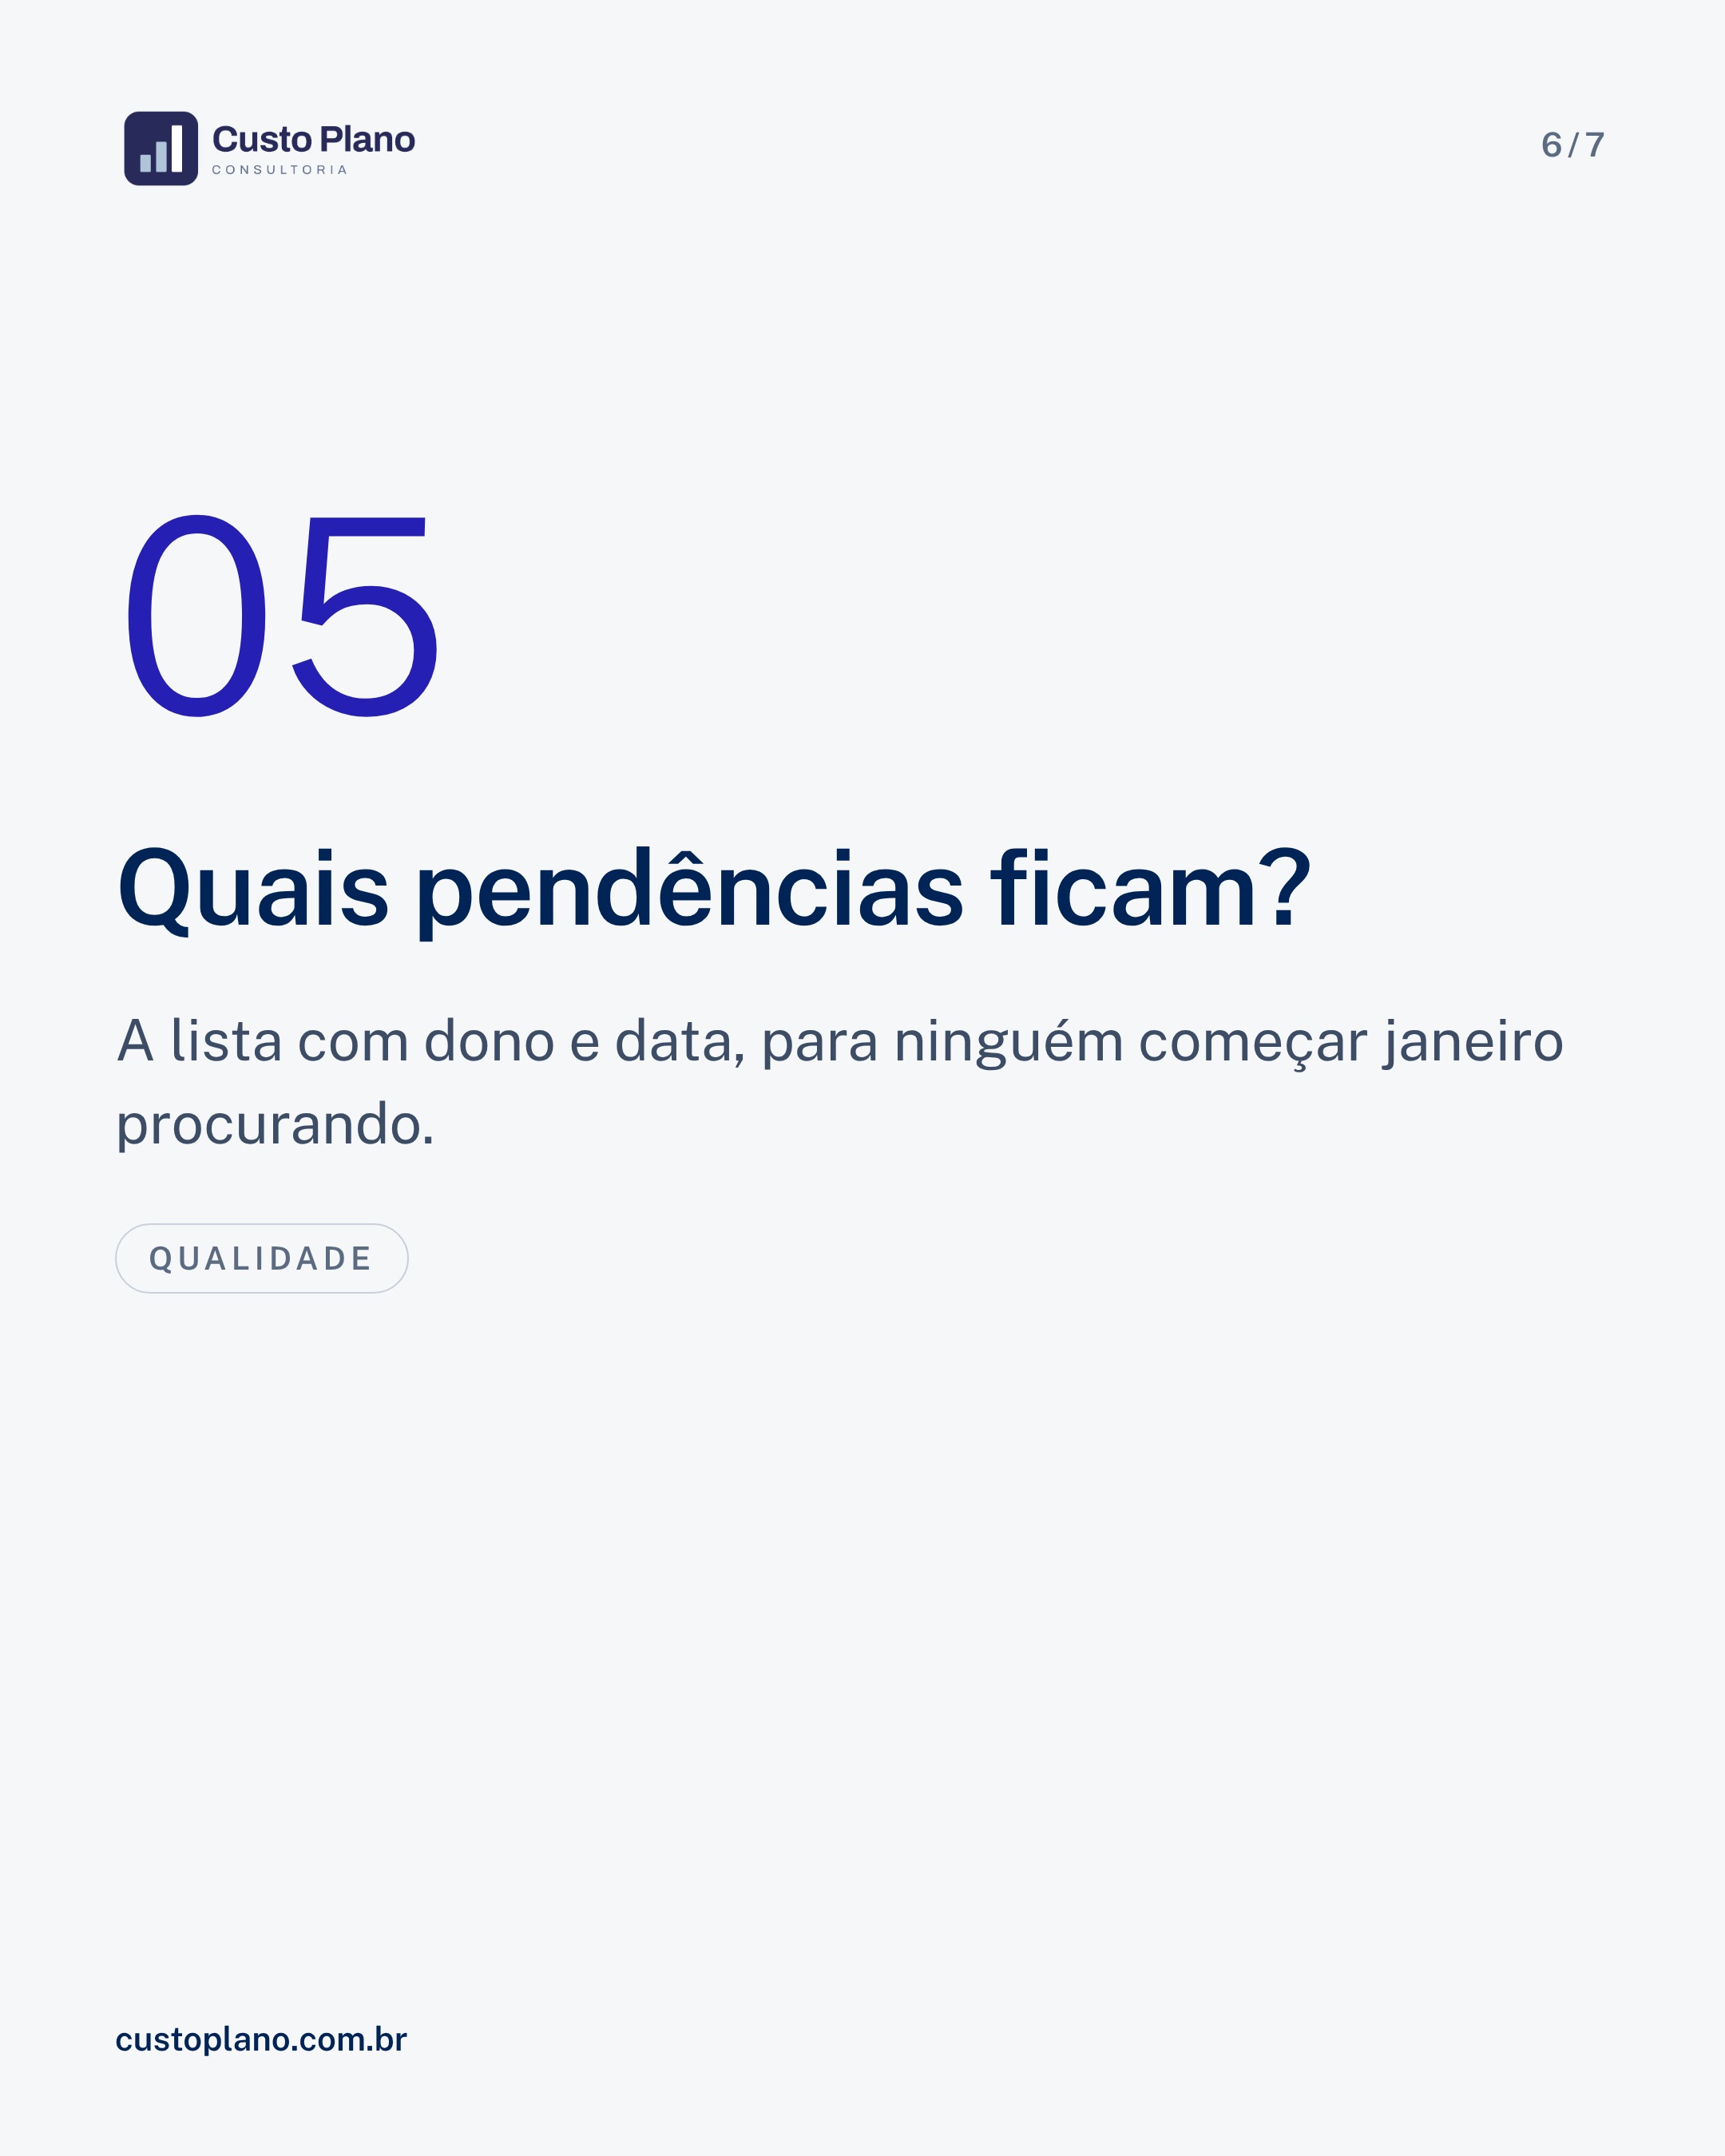 Custo Plano
CONSULTORIA
6/7
05
Quais pendências ficam?
A lista com dono e data, para ninguém começar janeiro
procurando.
QUALIDADE
custoplano.com.br